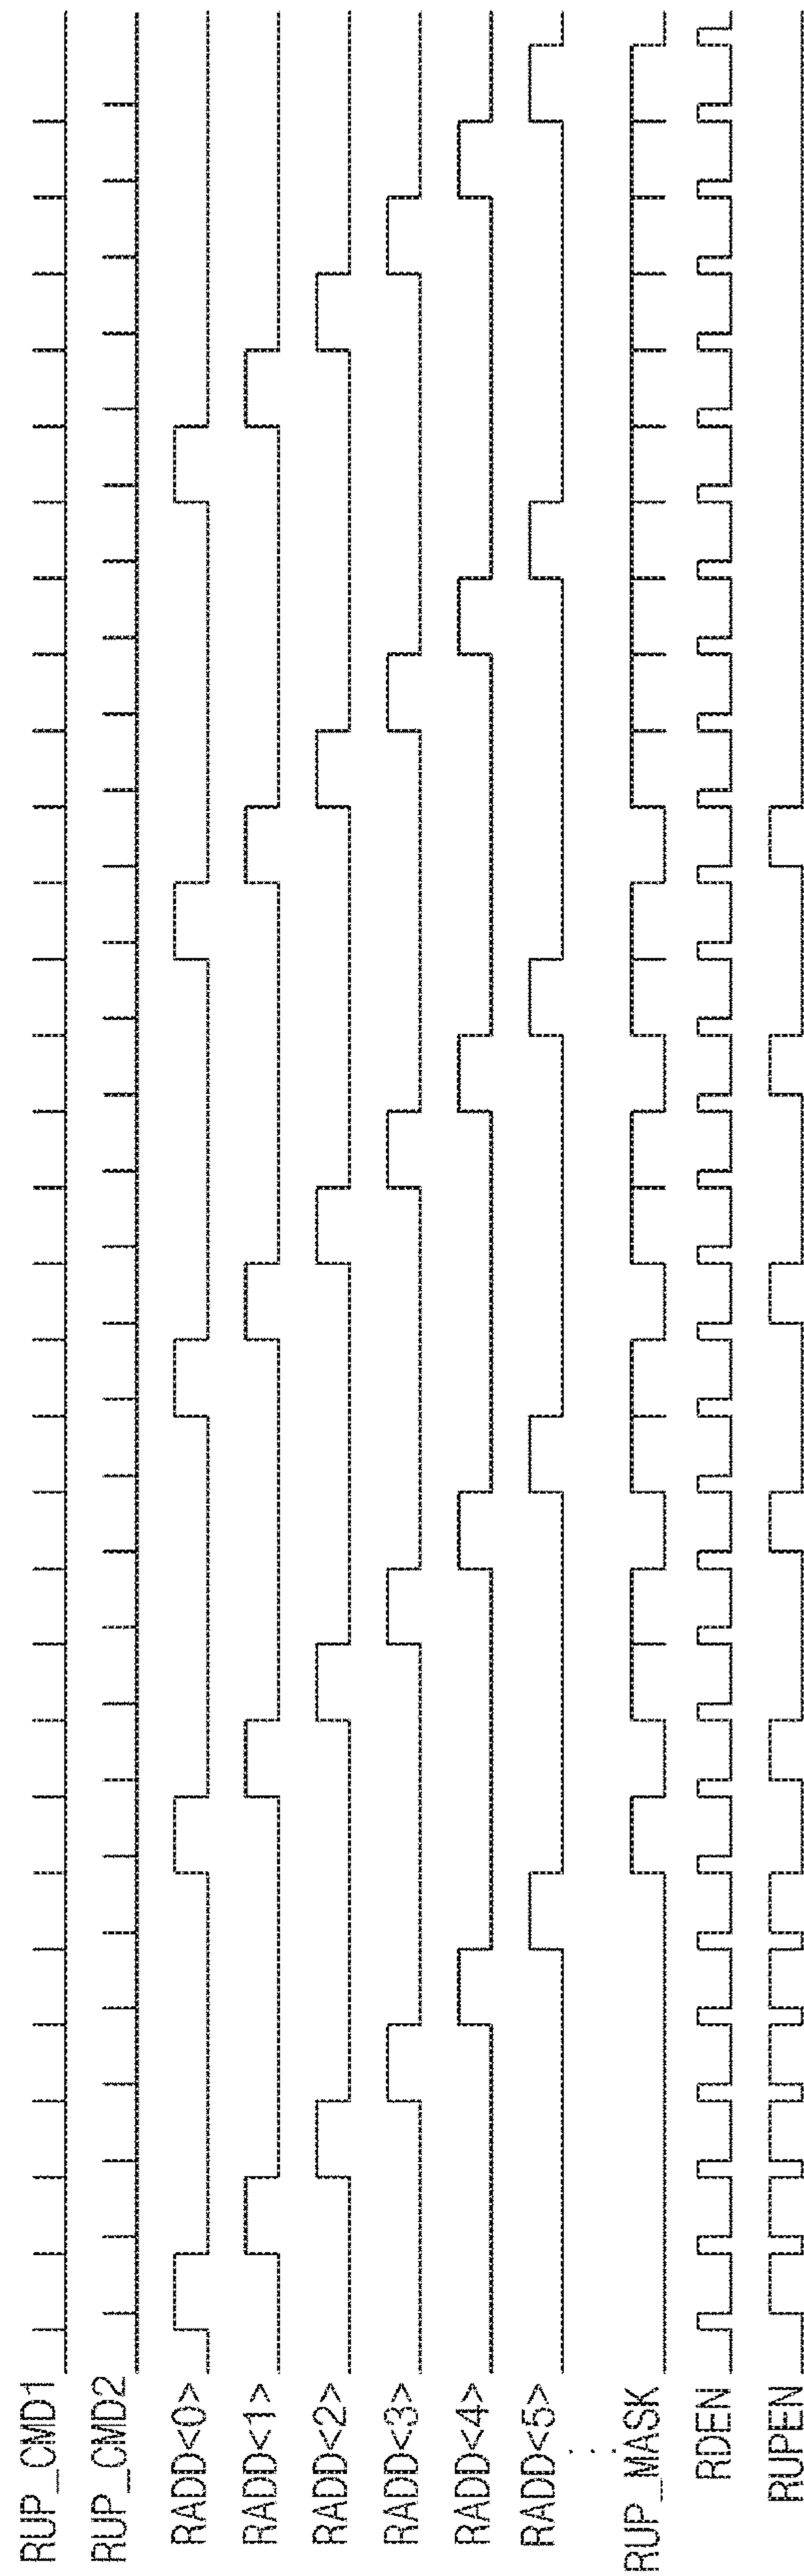 RUP_CMD1
RUP_CMD2
RADD<0>
RADD<1>
RADD<2>
RADD<3>
RADD<4>
RADD<5>
RUP_MASK
RDEN
RUPEN